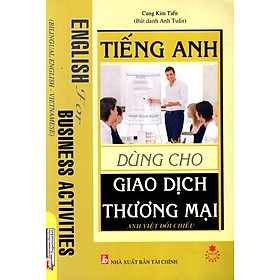 Cung Kim Tiến
(Bút danh Anh Tuấn)
TIẾNG ANH
DÙNG CHO
GIAO DỊCH
THƯƠNG MẠI
ANH VIỆT ĐỐI CHIẾU
NHÀ XUẤT BẢN TÀI CHÍNH
ENGLISH For
BUSINESS ACTIVITIES
(BILINGUAL ENGLISH - VIETNAMESE)